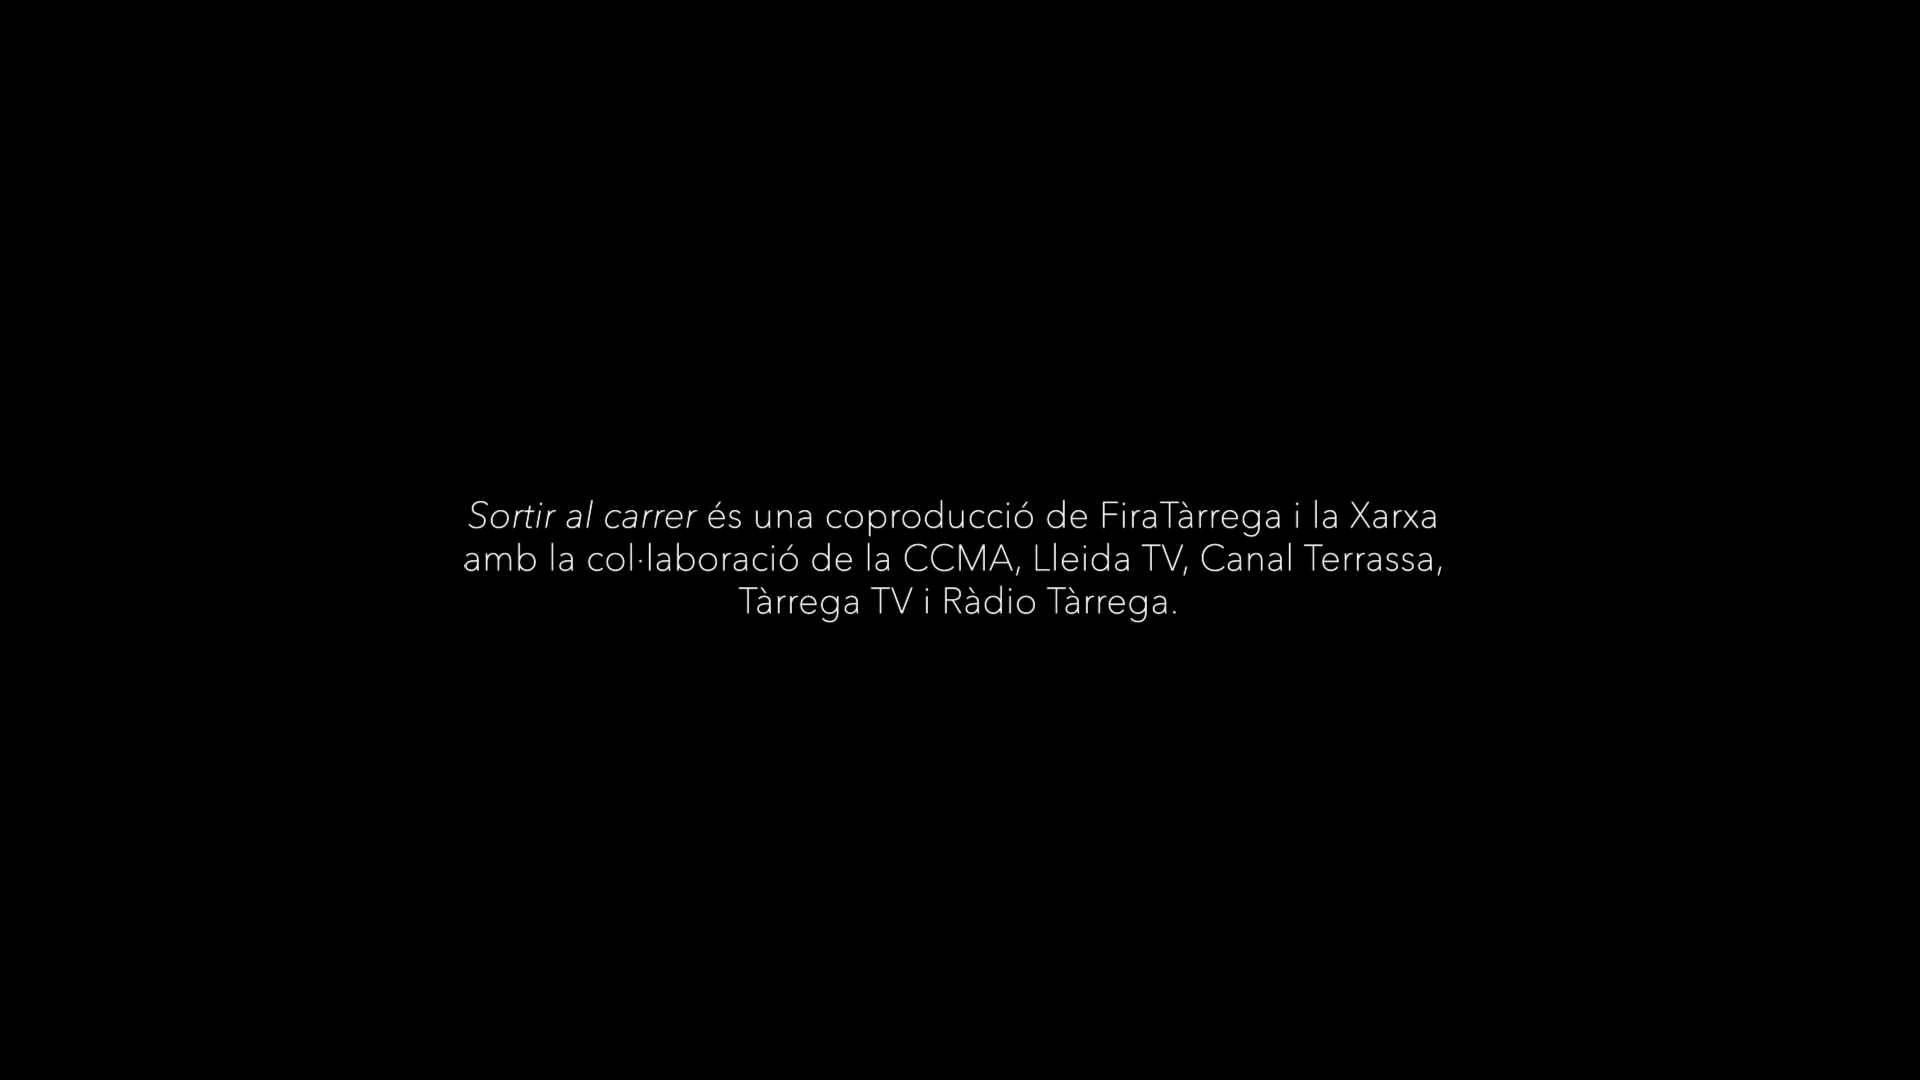 Sortir al carrer és una coproducció de FiraTàrrega i la Xarxa
amb la col·laboració de la CCMA, Lleida TV, Canal Terrassa,
Tàrrega TV i Ràdio Tàrrega.